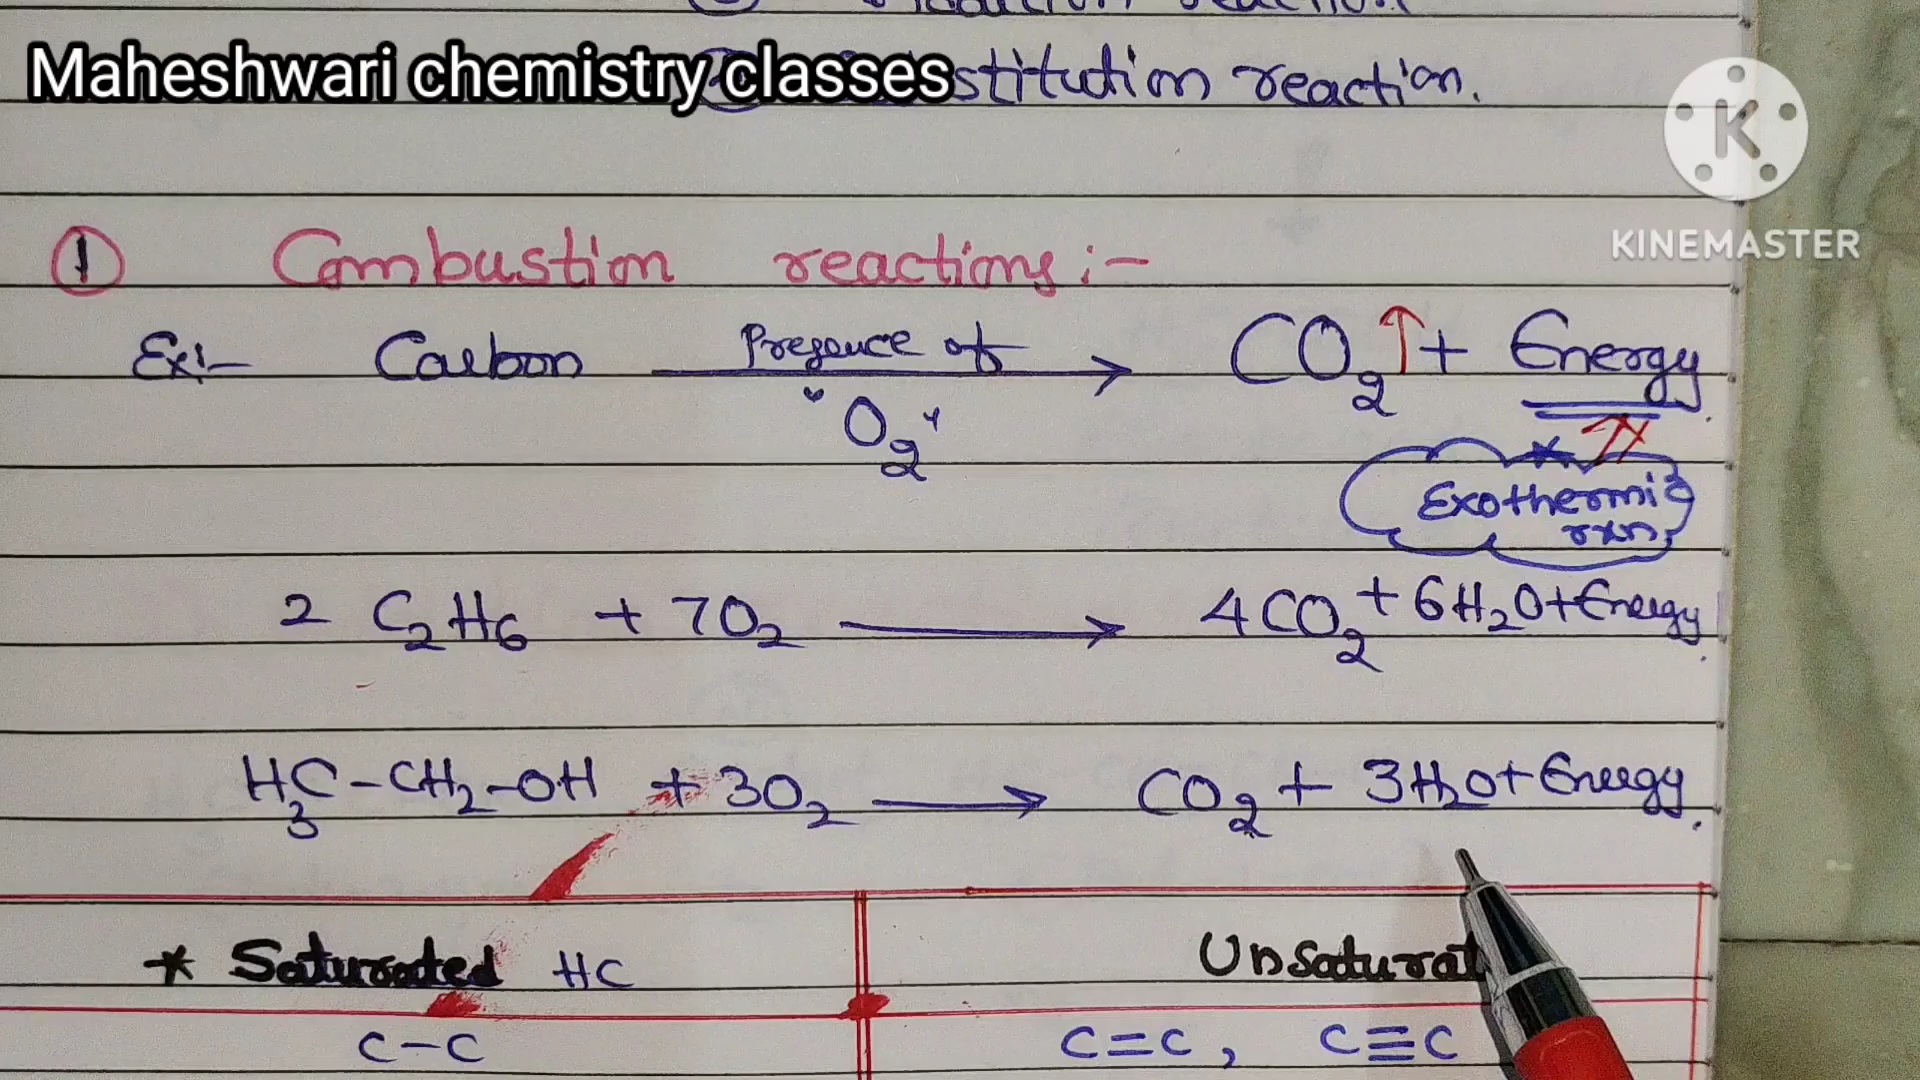 Maheshwari chemistry classes
stitution reaction.
K
KINEMASTER
① Combustion reactions:-
Ex:- Carbon Presence of "O₂" → CO₂↑ + Energy.
Exothermic rxn.
2 C₂H₆ + 7O₂ → 4CO₂ + 6H₂O + Energy.
H₃C-CH₂-OH + 3O₂ → CO₂ + 3H₂O + Energy.
* Saturated HC
Unsaturat
C-C
C=C, C≡C